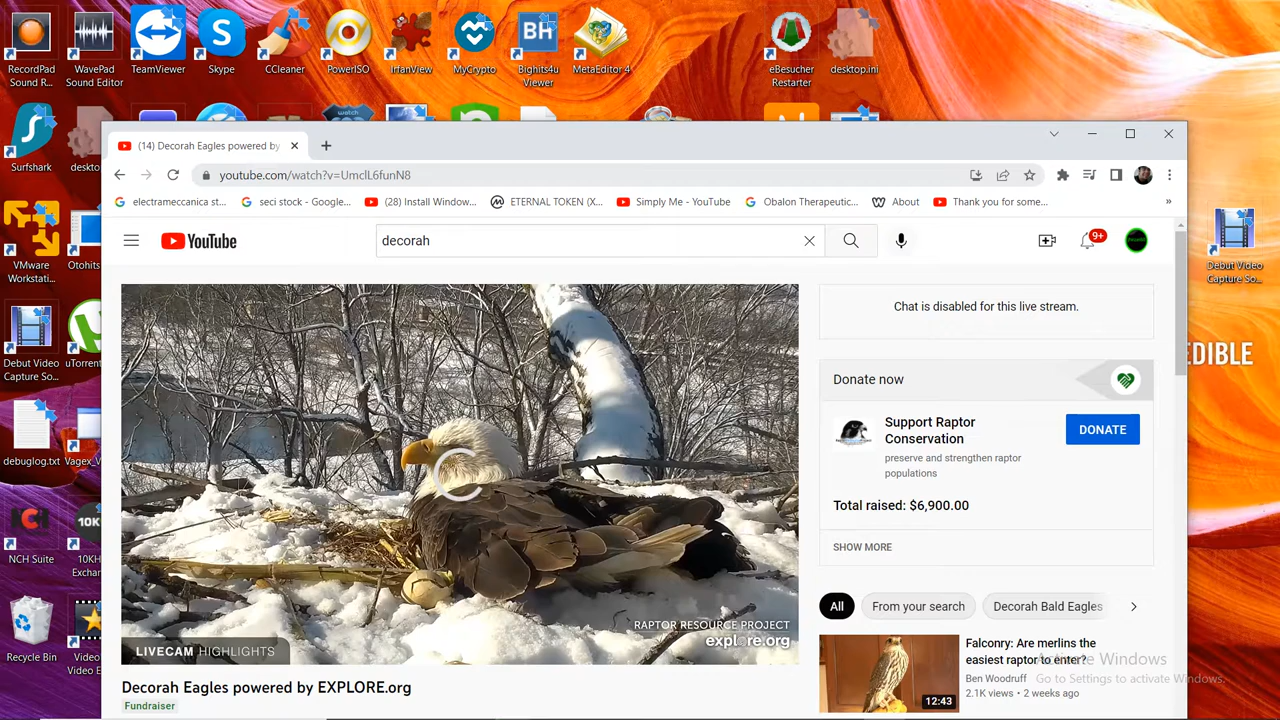 RecordPad
Sound R...
WavePad
Sound Editor
TeamViewer
S
Skype
CCleaner
PowerISO
IrfanView
MyCrypto
BH
Bighits4u
Viewer
MetaEditor 4
eBesucher
Restarter
desktop.ini
Surfshark
deskto
VMware
Workstati...
Otohits
Debut Video
Capture So...
uTorrent
debuglog.txt
Vagex_V
NCH
NCH Suite
10K
10KH
Exchan
Recycle Bin
Video
Video E
Debut Video
Capture So...
EDIBLE
(14) Decorah Eagles powered by
youtube.com/watch?v=UmclL6funN8
electrameccanica st...
seci stock - Google...
(28) Install Window...
ETERNAL TOKEN (X...
Simply Me - YouTube
Obalon Therapeutic...
About
Thank you for some...
»
YouTube
decorah
9+
Chat is disabled for this live stream.
Donate now
Support Raptor
Conservation
preserve and strengthen raptor
populations
DONATE
Total raised: $6,900.00
SHOW MORE
All
From your search
Decorah Bald Eagles
RAPTOR RESOURCE PROJECT
explore.org
LIVECAM HIGHLIGHTS
Decorah Eagles powered by EXPLORE.org
Fundraiser
Falconry: Are merlins the
easiest raptor to enter?
Ben Woodruff
2.1K views • 2 weeks ago
12:43
Activate Windows
Go to Settings to activate Windows.